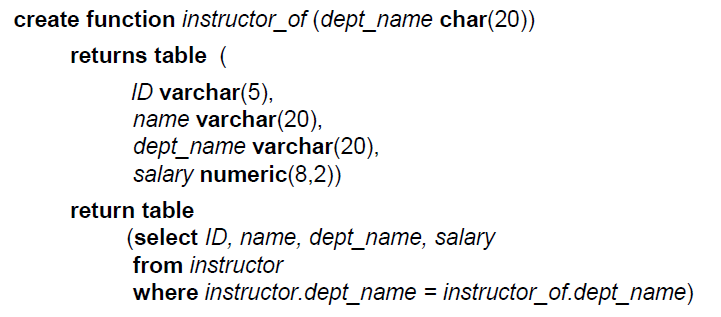 create function instructor_of (dept_name char(20))
returns table (
ID varchar(5),
name varchar(20),
dept_name varchar(20),
salary numeric(8,2))
return table
(select ID, name, dept_name, salary
from instructor
where instructor.dept_name = instructor_of.dept_name)